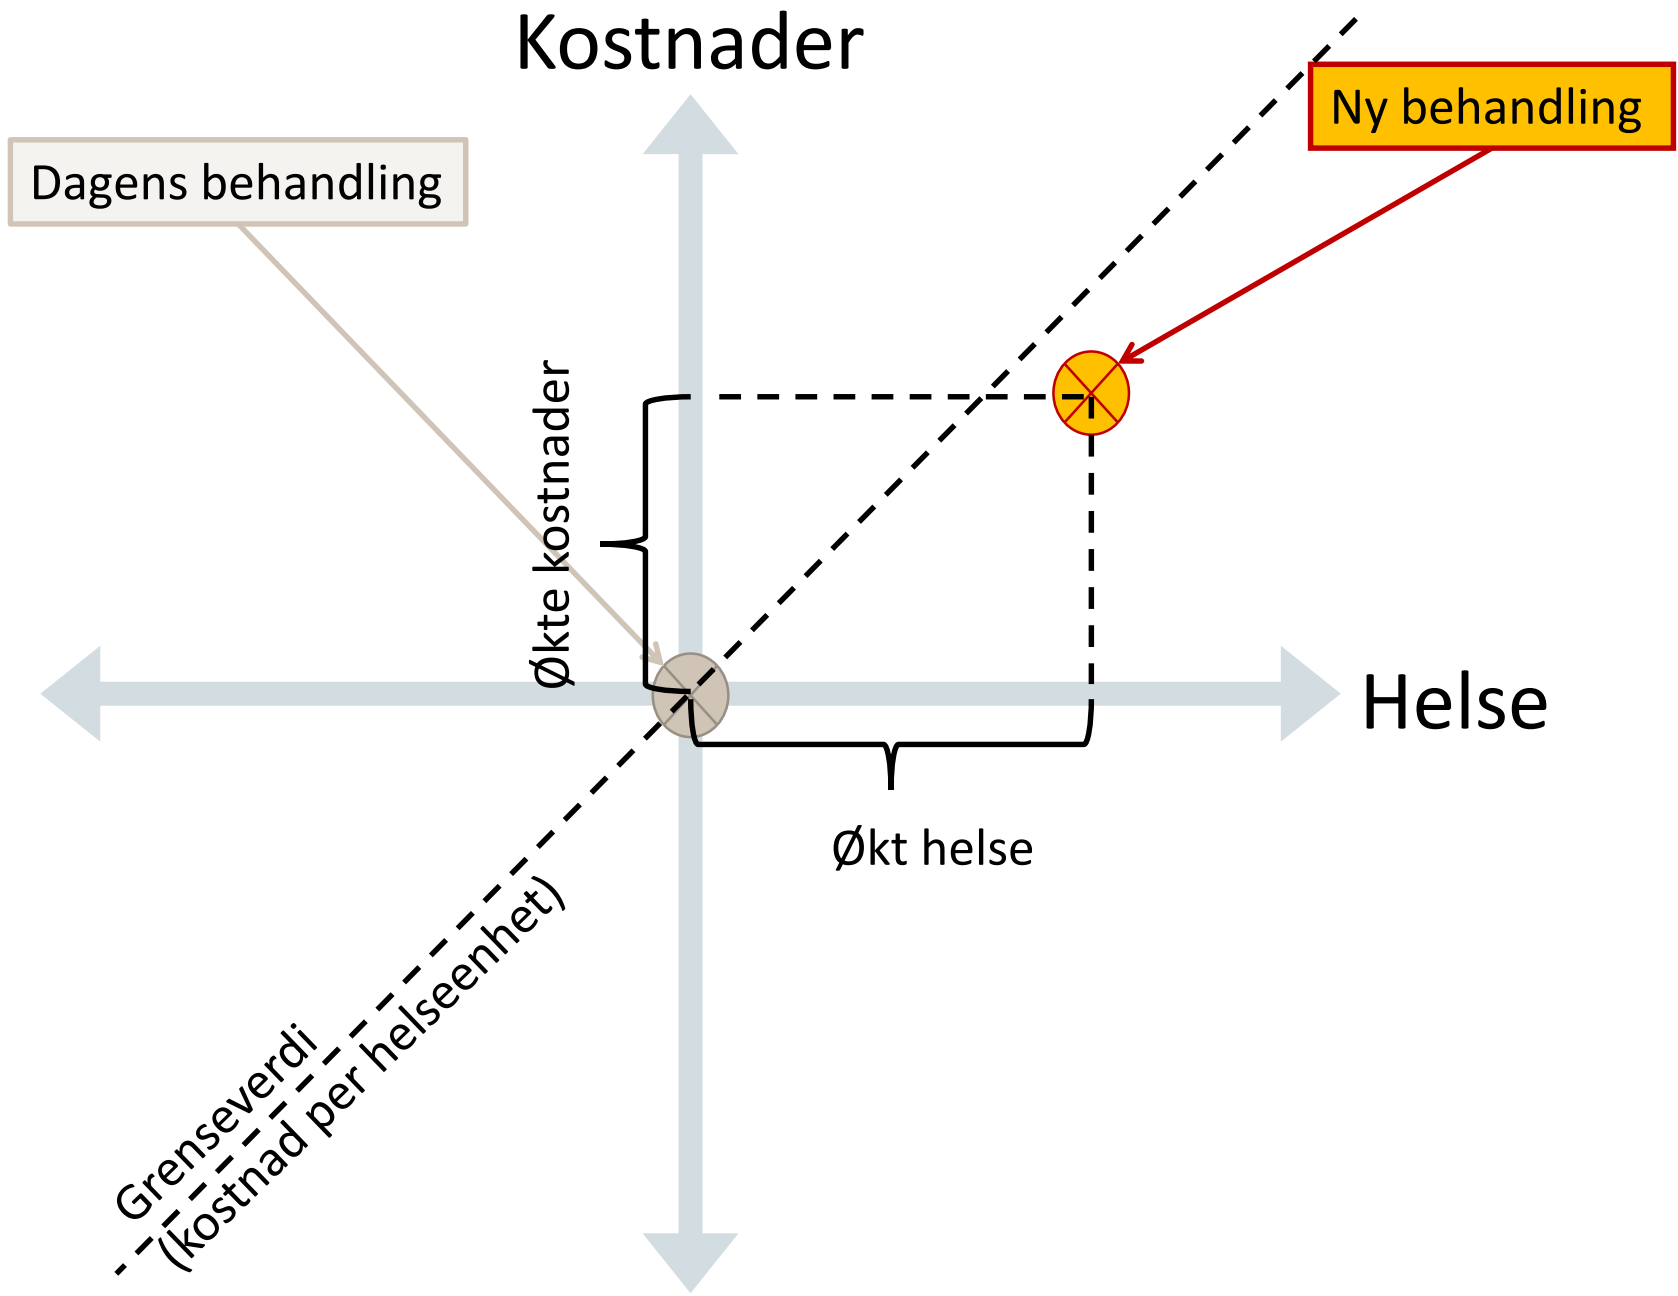 Kostnader
Ny behandling
Dagens behandling
Økte kostnader
Helse
Økt helse
Grenseverdi
(kostnad per helseenhet)